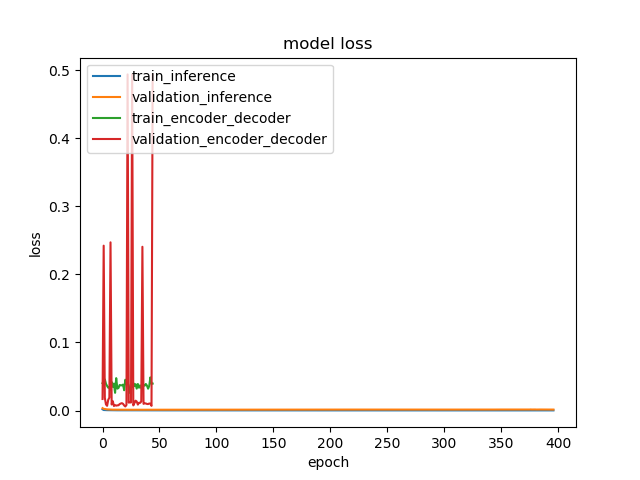 model loss
train_inference
validation_inference
train_encoder_decoder
validation_encoder_decoder
loss
0.5
0.4
0.3
0.2
0.1
0.0
0 50 100 150 200 250 300 350 400
epoch